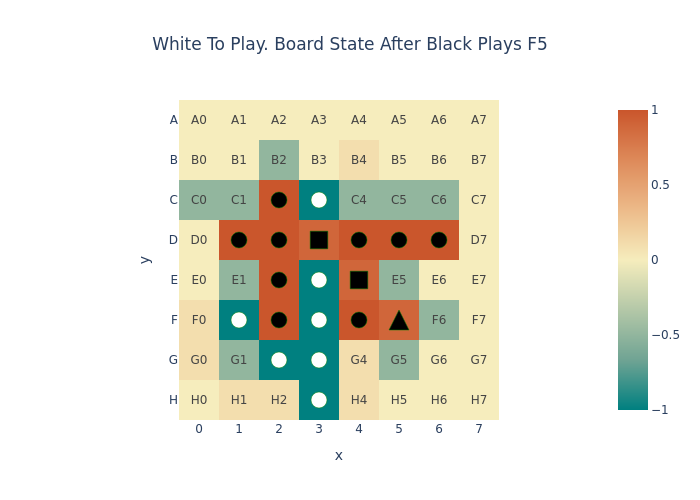 White To Play. Board State After Black Plays F5
A A0 A1 A2 A3 A4 A5 A6 A7
B B0 B1 B2 B3 B4 B5 B6 B7
C C0 C1 C4 C5 C6 C7
D D0 D7
E E0 E1 E5 E6 E7
F F0 F6 F7
G G0 G1 G4 G5 G6 G7
H H0 H1 H2 H4 H5 H6 H7
0 1 2 3 4 5 6 7
x
y
1
0.5
0
−0.5
−1